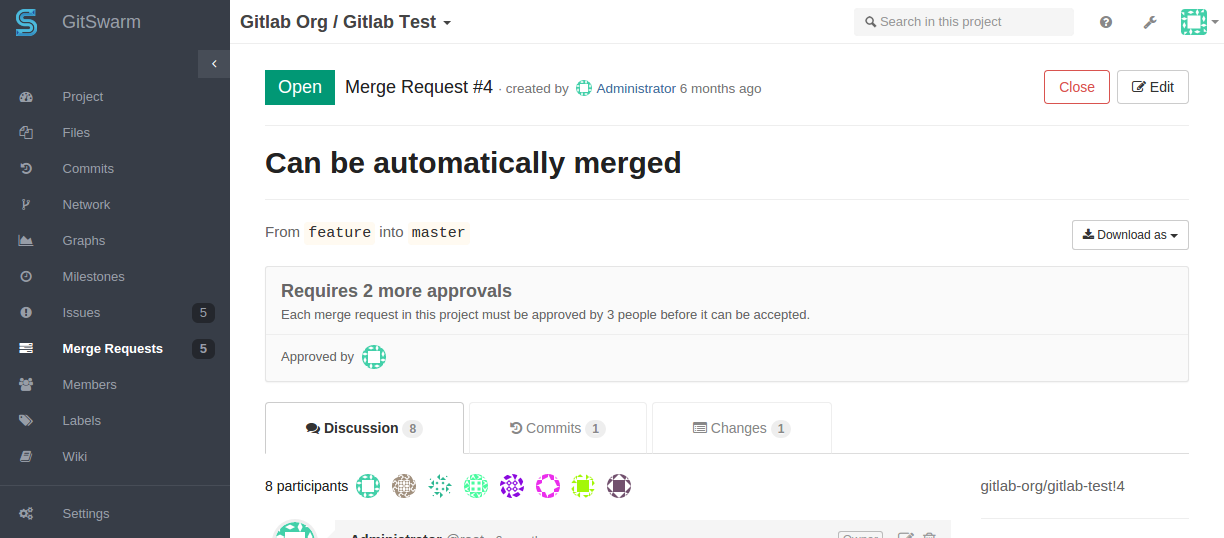 GitSwarm
Gitlab Org / Gitlab Test
Search in this project
Project
Files
Commits
Network
Graphs
Milestones
Issues 5
Merge Requests 5
Members
Labels
Wiki
Settings
Open Merge Request #4 · created by Administrator 6 months ago
Close Edit
Can be automatically merged
From feature into master
Download as
Requires 2 more approvals
Each merge request in this project must be approved by 3 people before it can be accepted.
Approved by
Discussion 8 Commits 1 Changes 1
8 participants
gitlab-org/gitlab-test!4
Administrator @root
Owner